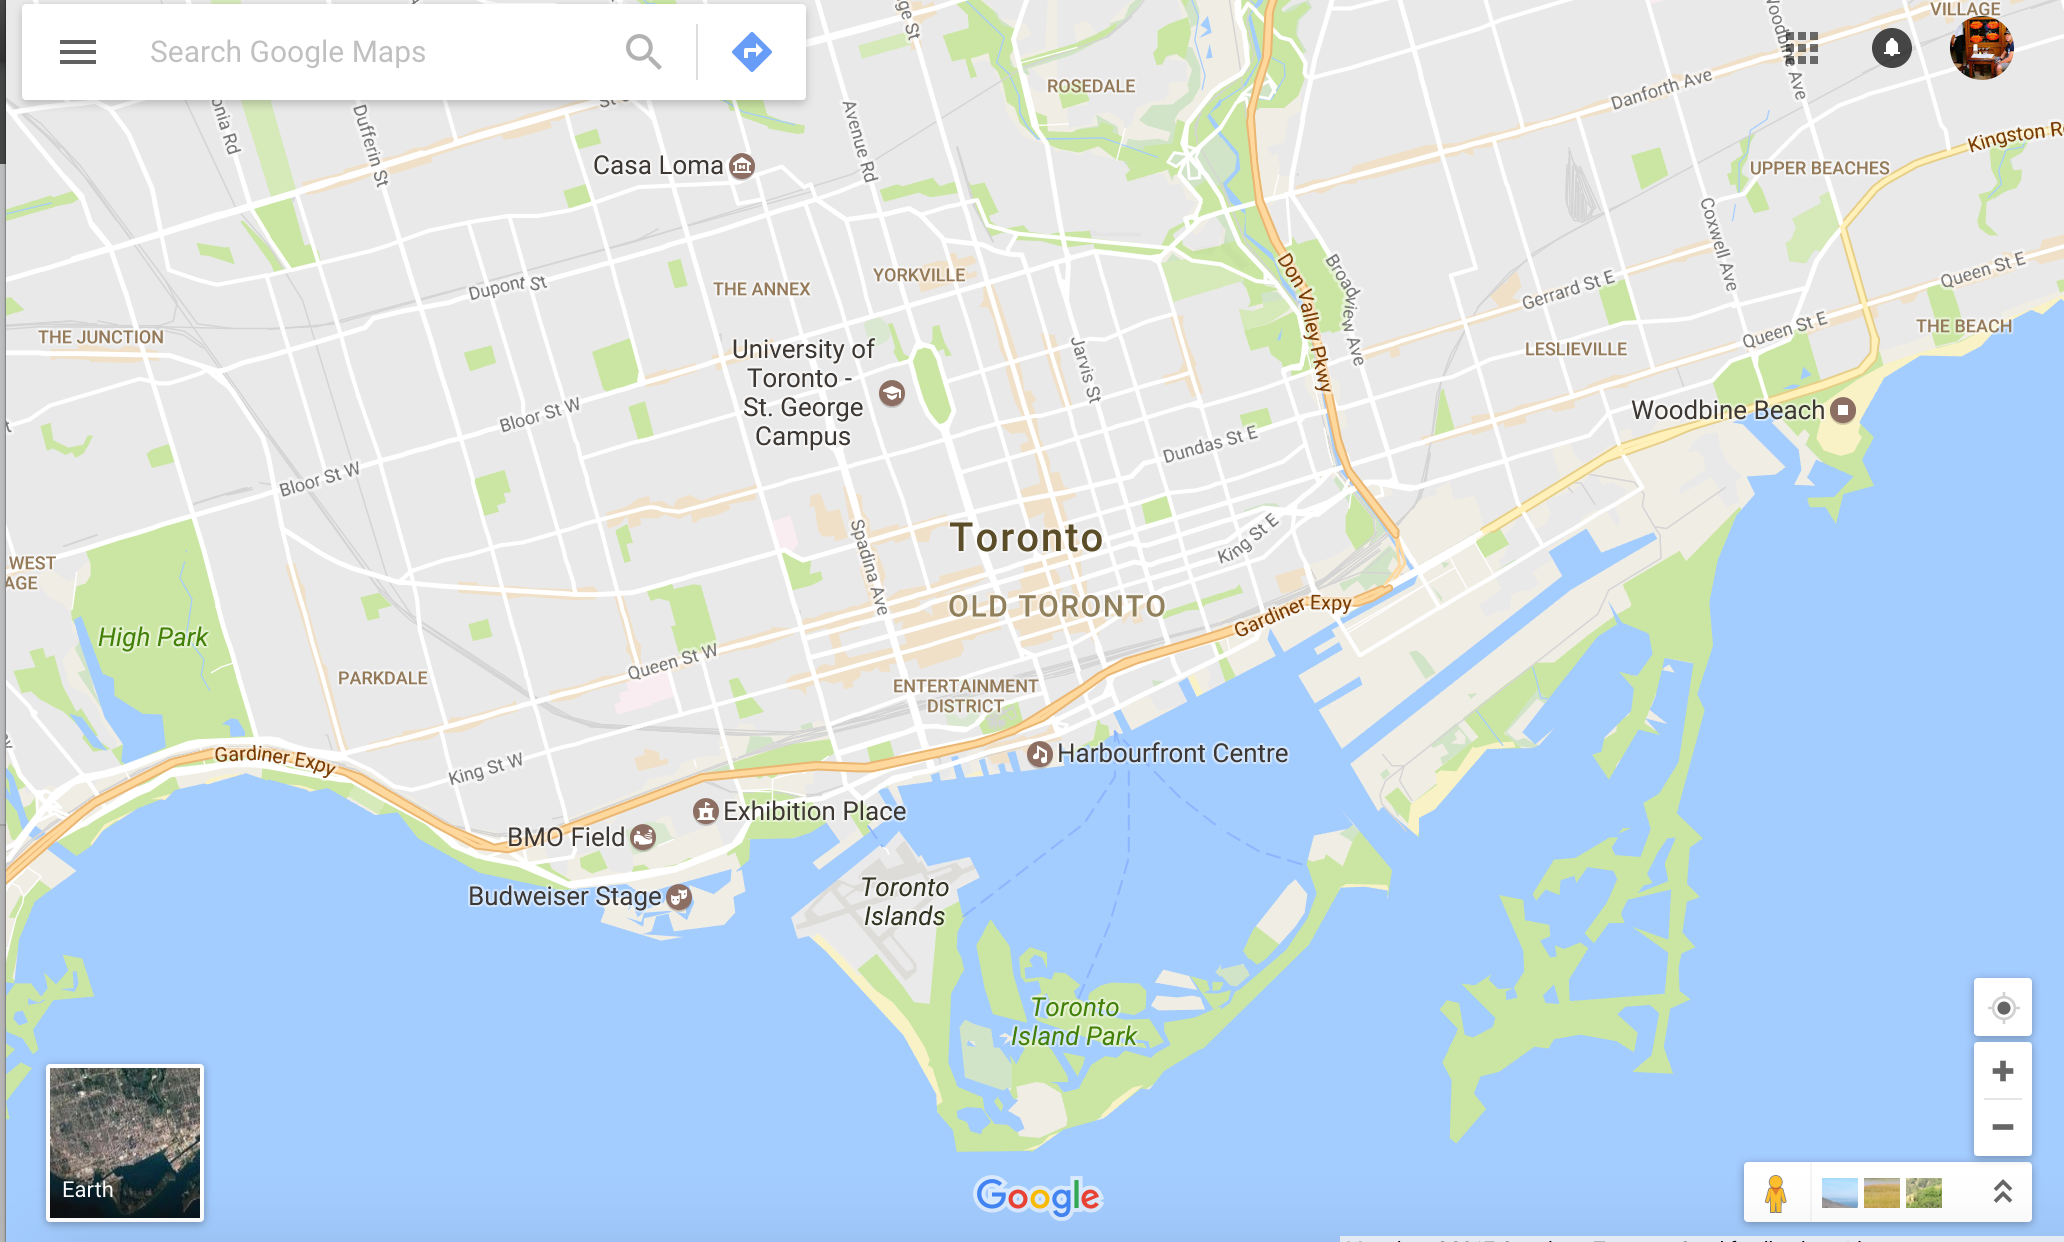 Search Google Maps
VILLAGE
Danforth Ave
Kingston R
ROSEDALE
Dufferin St
Avenue Rd
Casa Loma
UPPER BEACHES
Coxwell Ave
Queen St E
YORKVILLE
THE ANNEX
Dupont St
Don Valley Pkwy
Broadview Ave
Gerrard St E
THE JUNCTION
THE BEACH
Queen St E
LESLIEVILLE
University of
Toronto -
St. George
Campus
Jarvis St
Bloor St W
Woodbine Beach
Dundas St E
Bloor St W
Toronto
King St E
Spadina Ave
WEST
AGE
OLD TORONTO
Gardiner Expy
High Park
Queen St W
PARKDALE
ENTERTAINMENT
DISTRICT
Gardiner Expy
King St W
Harbourfront Centre
Exhibition Place
BMO Field
Budweiser Stage
Toronto
Islands
Toronto
Island Park
Earth
Google